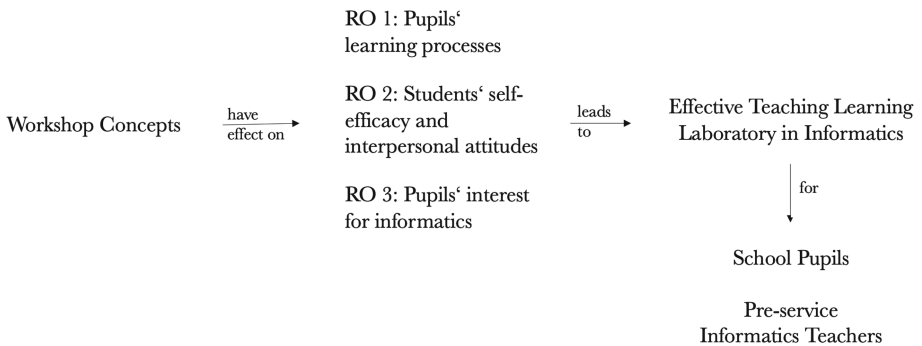 Workshop Concepts
have
effect on
RO 1: Pupils‘
learning processes
RO 2: Students‘ self-
efficacy and
interpersonal attitudes
RO 3: Pupils‘ interest
for informatics
leads
to
Effective Teaching Learning
Laboratory in Informatics
for
School Pupils
Pre-service
Informatics Teachers